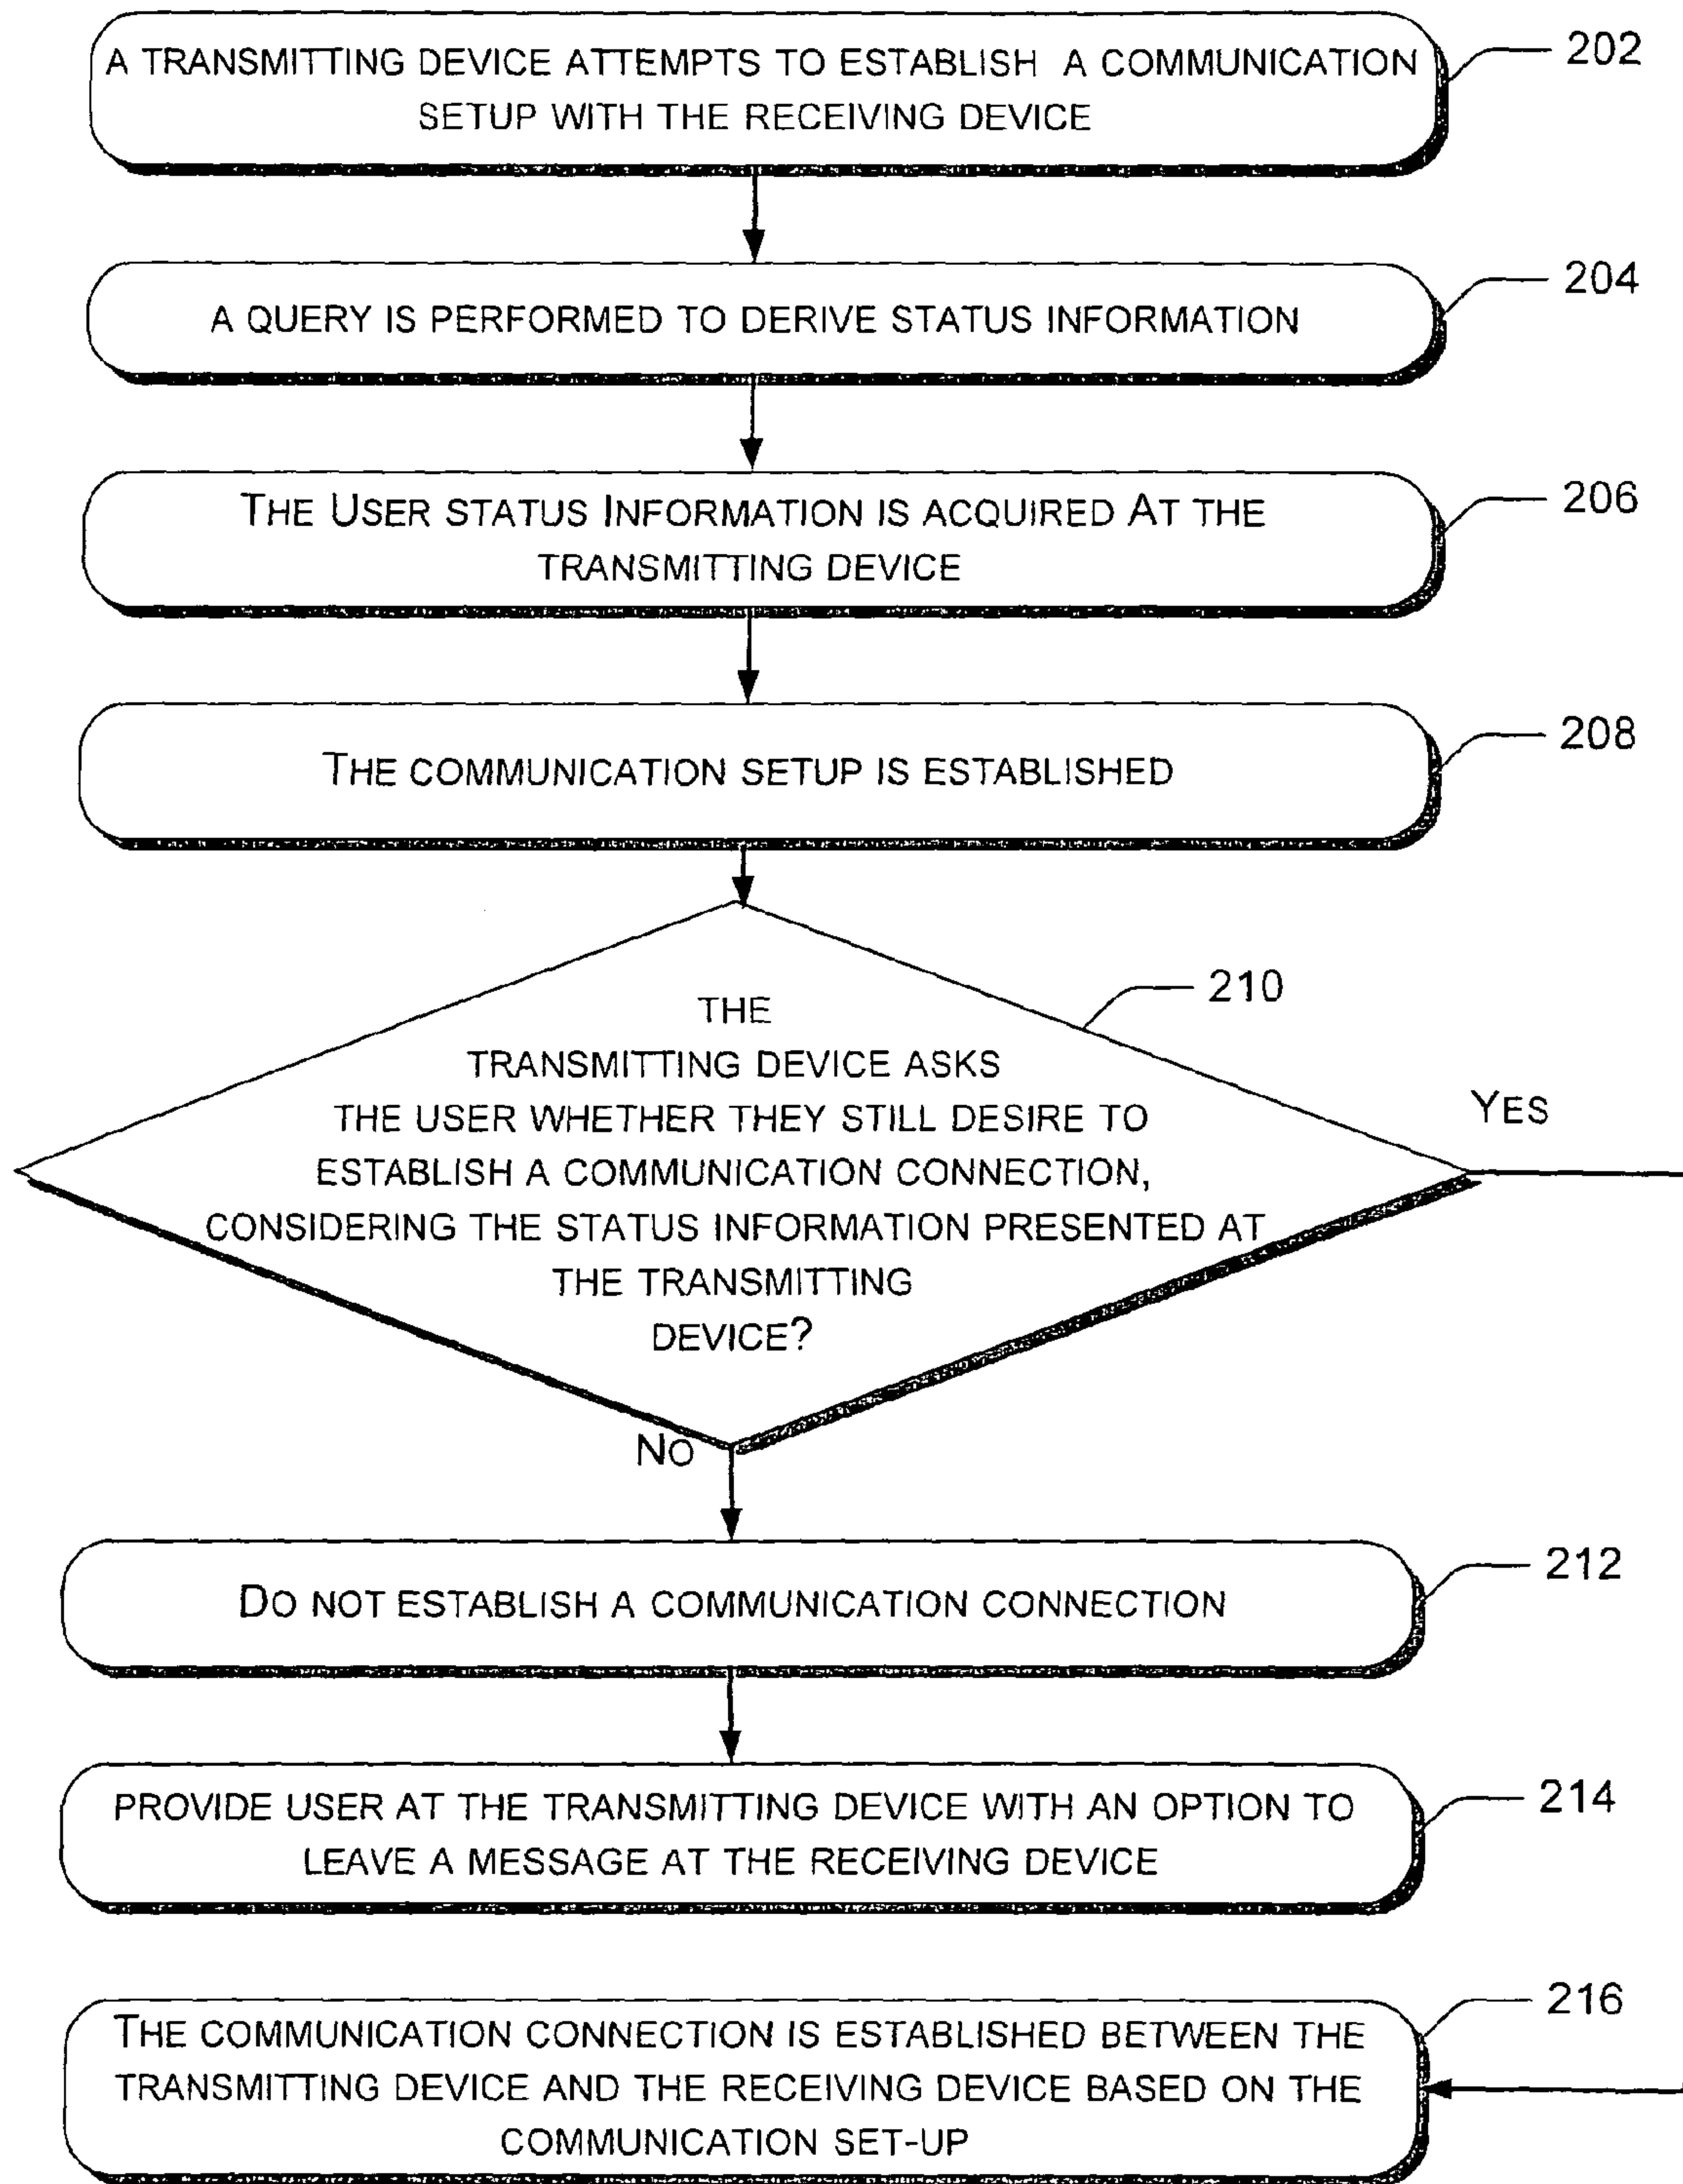 A TRANSMITTING DEVICE ATTEMPTS TO ESTABLISH A COMMUNICATION
SETUP WITH THE RECEIVING DEVICE
202
A QUERY IS PERFORMED TO DERIVE STATUS INFORMATION
204
THE USER STATUS INFORMATION IS ACQUIRED AT THE
TRANSMITTING DEVICE
206
THE COMMUNICATION SETUP IS ESTABLISHED
208
THE
TRANSMITTING DEVICE ASKS
THE USER WHETHER THEY STILL DESIRE TO
ESTABLISH A COMMUNICATION CONNECTION,
CONSIDERING THE STATUS INFORMATION PRESENTED AT
THE TRANSMITTING
DEVICE?
210
YES
NO
DO NOT ESTABLISH A COMMUNICATION CONNECTION
212
PROVIDE USER AT THE TRANSMITTING DEVICE WITH AN OPTION TO
LEAVE A MESSAGE AT THE RECEIVING DEVICE
214
THE COMMUNICATION CONNECTION IS ESTABLISHED BETWEEN THE
TRANSMITTING DEVICE AND THE RECEIVING DEVICE BASED ON THE
COMMUNICATION SET-UP
216